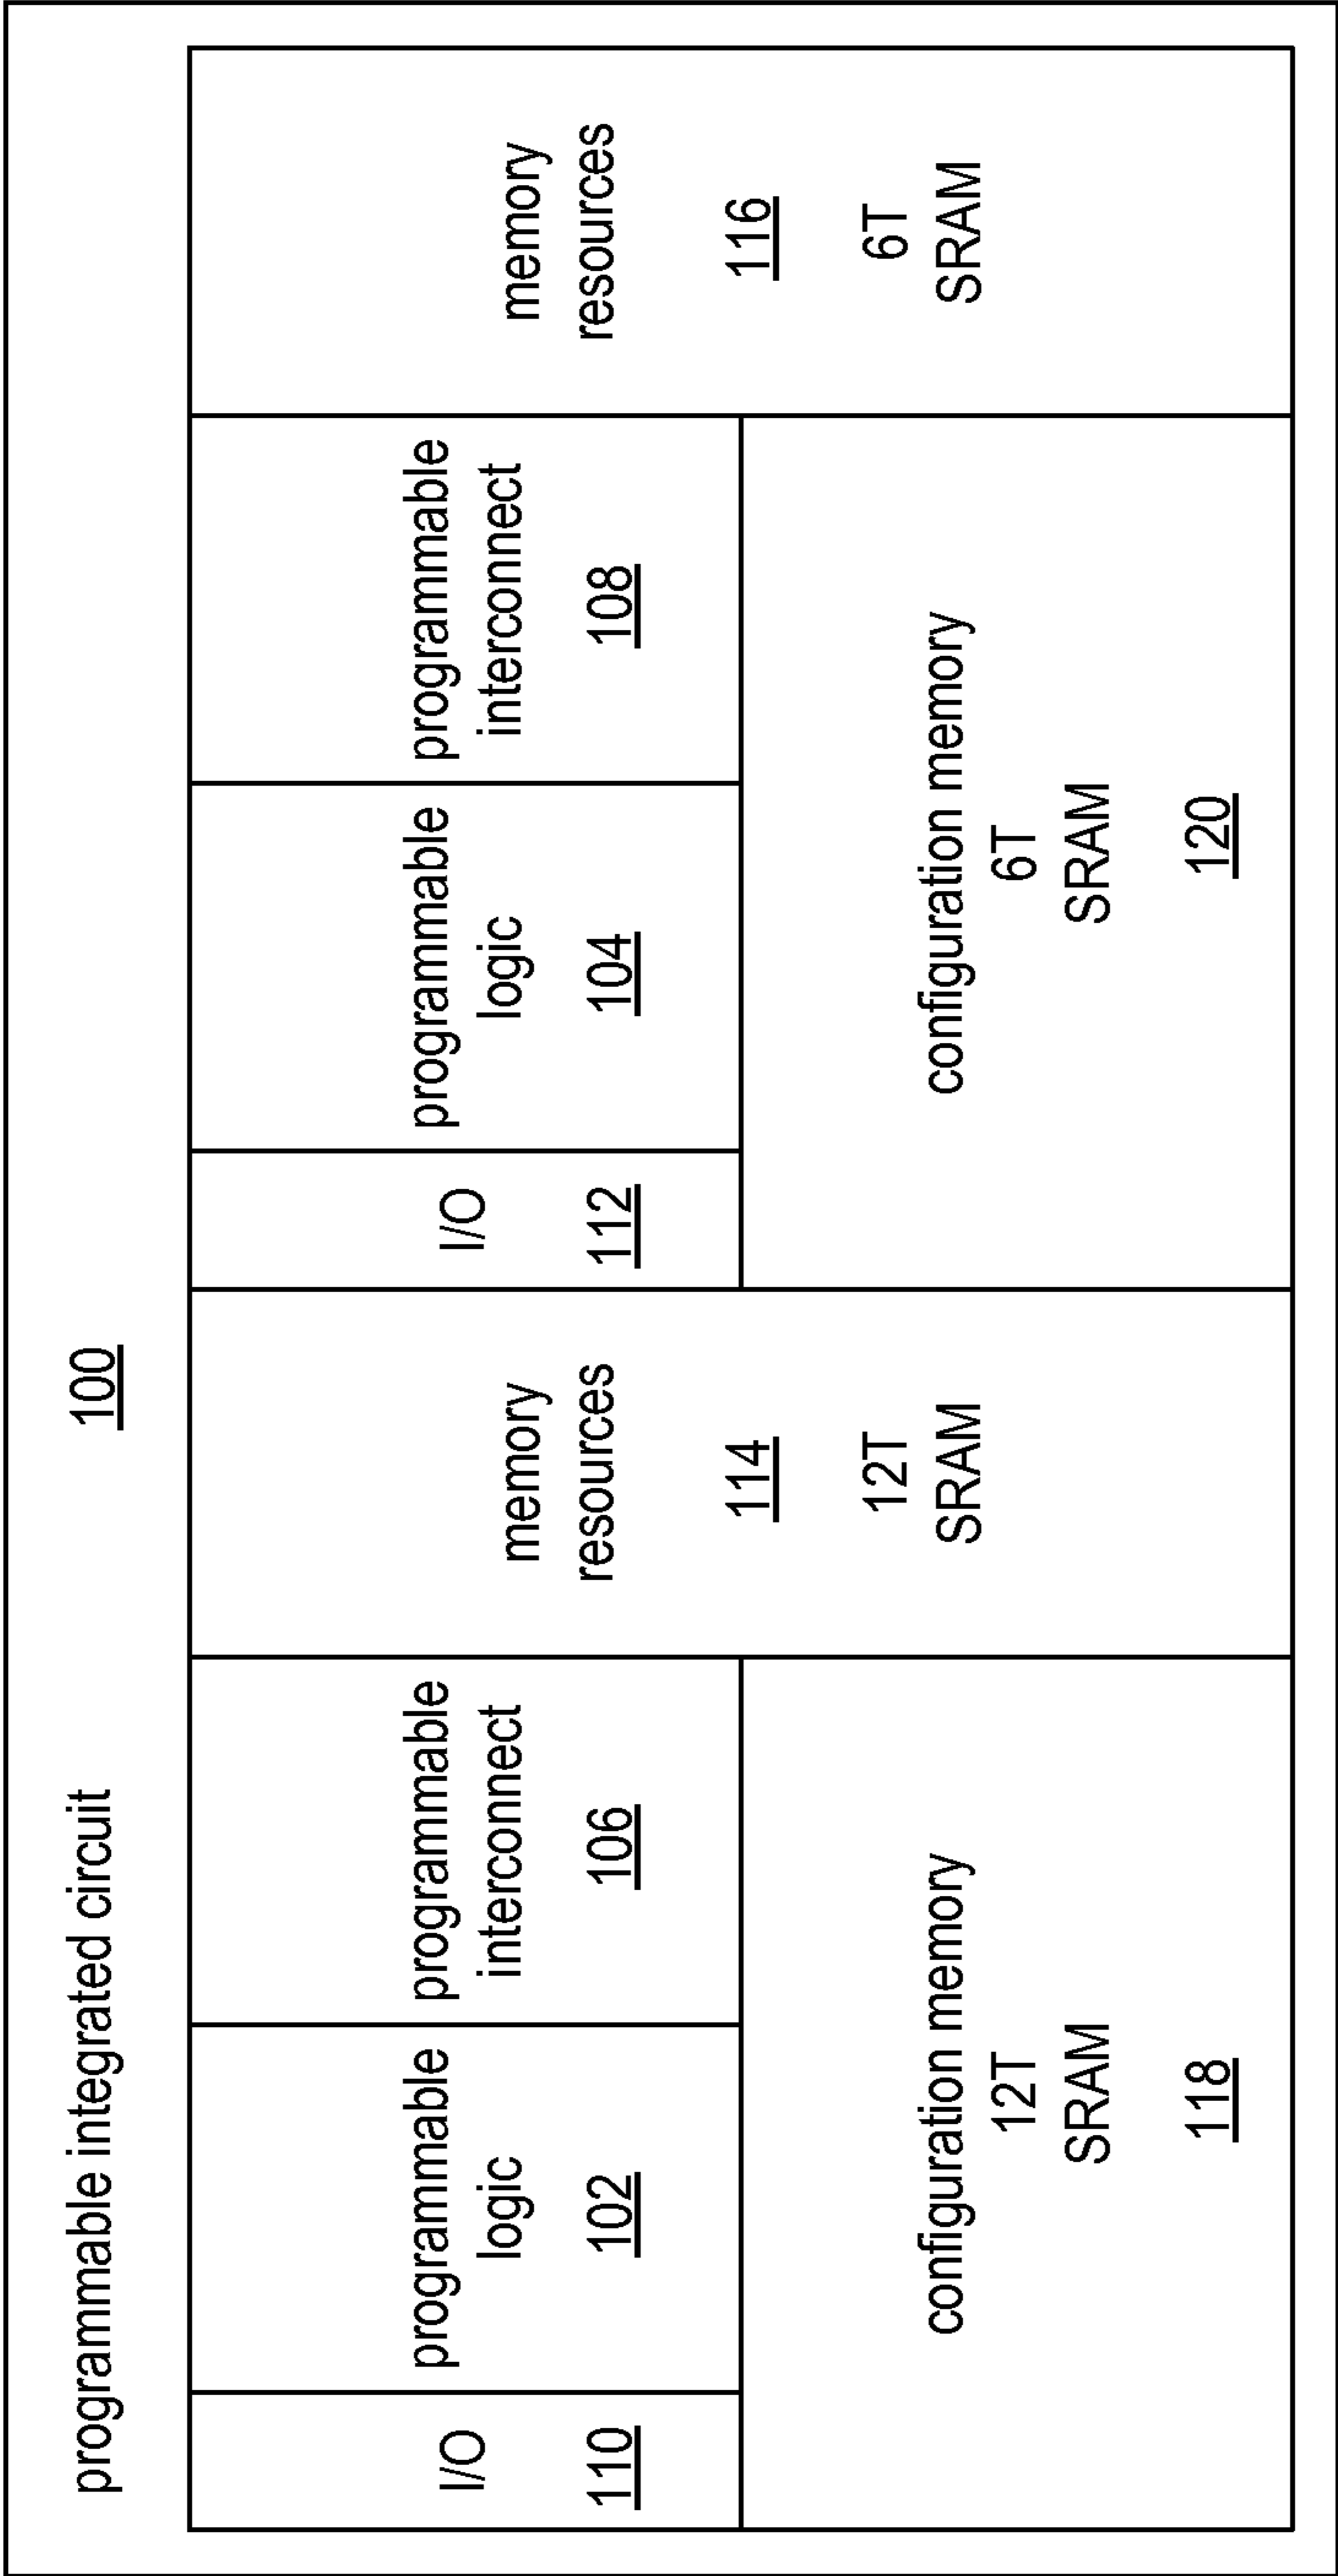 programmable integrated circuit
100
I/O
110
programmable
logic
102
programmable
interconnect
106
configuration memory
12T
SRAM
118
memory
resources
114
12T
SRAM
I/O
112
programmable
logic
104
programmable
interconnect
108
configuration memory
6T
SRAM
120
memory
resources
116
6T
SRAM